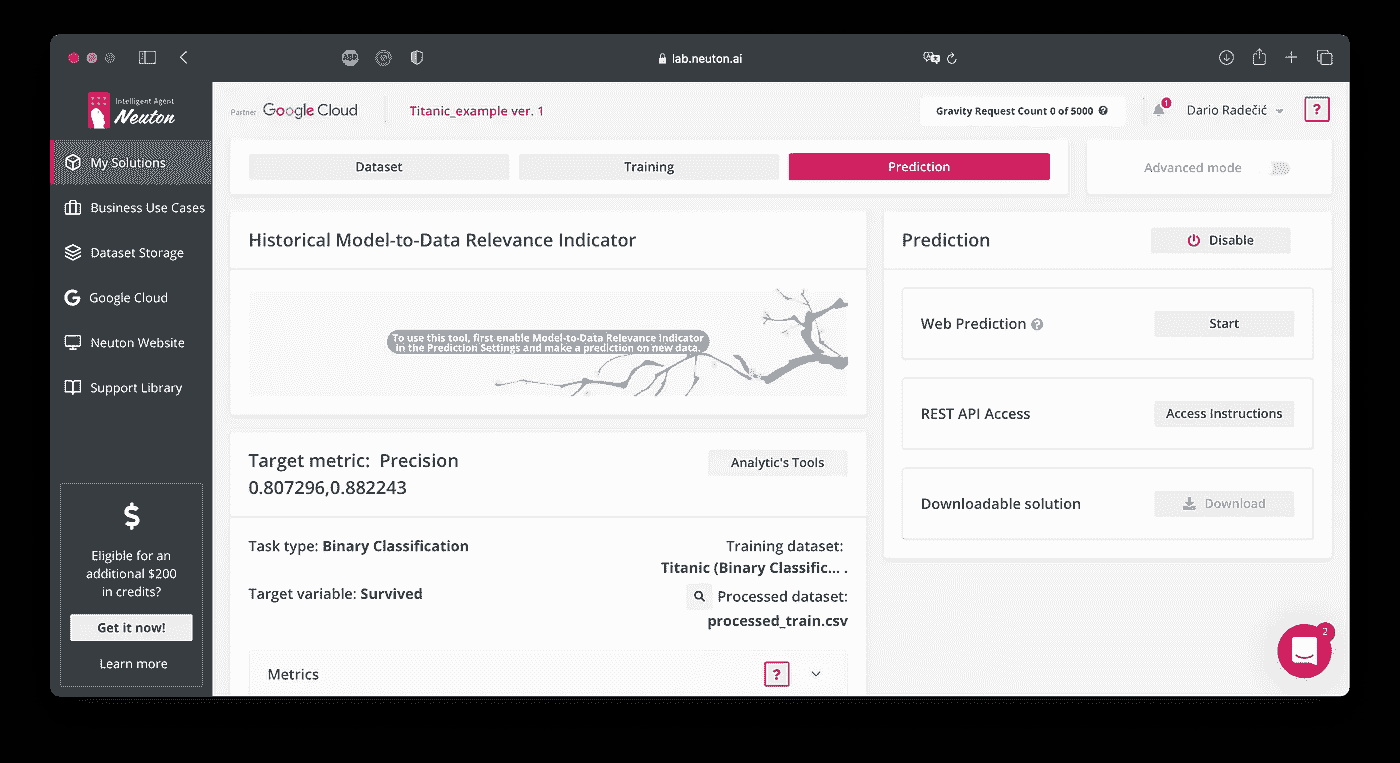 lab.neuton.ai
Intelligent Agent
Neuton
Partner Google Cloud
Titanic_example ver. 1
Gravity Request Count 0 of 5000 ?
1
Dario Radečić
?
My Solutions
Business Use Cases
Dataset Storage
Google Cloud
Neuton Website
Support Library
$
Eligible for an
additional $200
in credits?
Get it now!
Learn more
Dataset
Training
Prediction
Advanced mode
Historical Model-to-Data Relevance Indicator
To use this tool, first enable Model-to-Data Relevance Indicator
in the Prediction Settings and make a prediction on new data.
Target metric: Precision
0.807296,0.882243
Analytic's Tools
Task type: Binary Classification
Target variable: Survived
Training dataset:
Titanic (Binary Classific... .
Processed dataset:
processed_train.csv
Metrics
?
Prediction
Disable
Web Prediction ?
Start
REST API Access
Access Instructions
Downloadable solution
Download
2